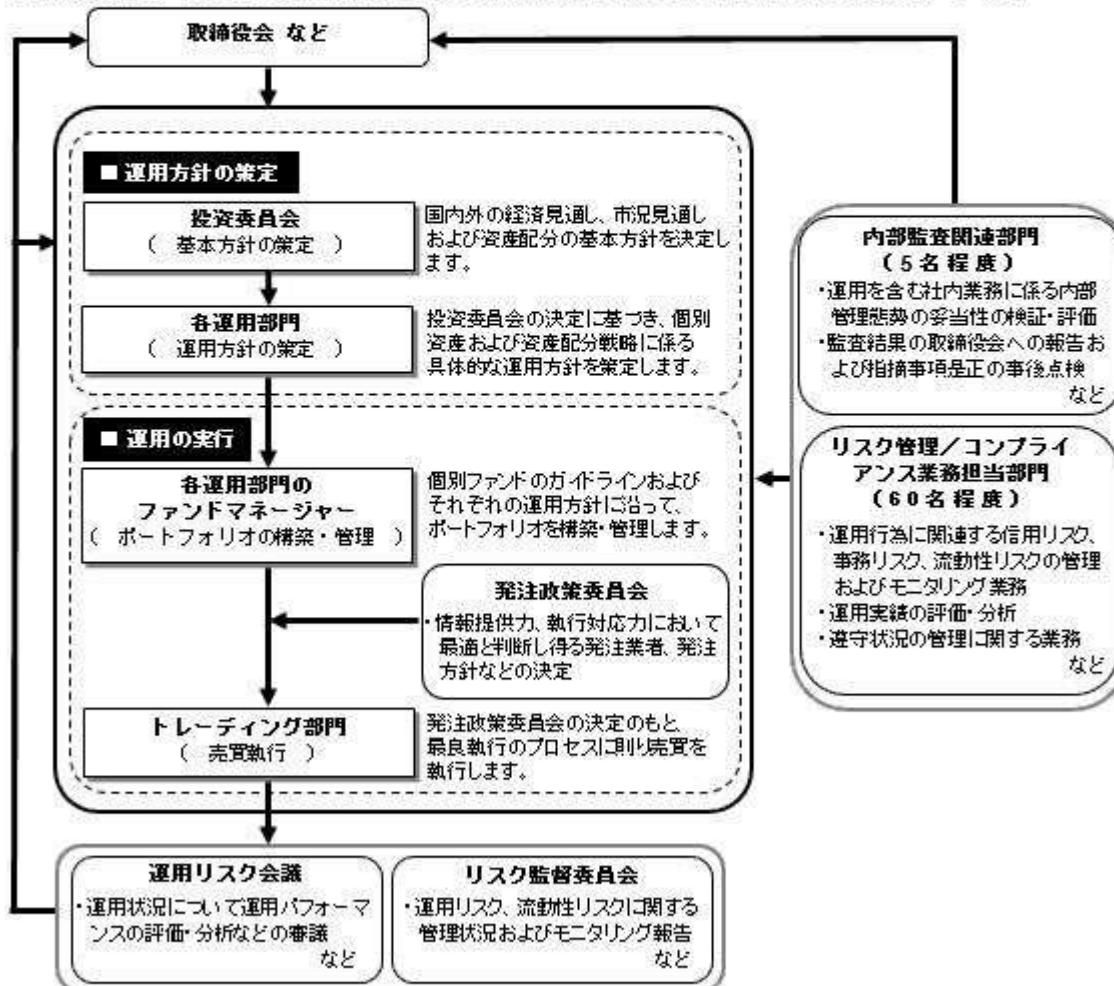 取締役会 など
■ 運用方針の策定
投資委員会
（ 基本方針の策定 ）
国内外の経済見通し、市況見通し
および資産配分の基本方針を決定し
ます。
各運用部門
（ 運用方針の策定 ）
投資委員会の決定に基づき、個別
資産および資産配分戦略に係る
具体的な運用方針を策定します。
■ 運用の実行
各運用部門の
ファンドマネージャー
（ ポートフォリオの構築・管理 ）
個別ファンドのガイドラインおよび
それぞれの運用方針に沿って、
ポートフォリオを構築・管理します。
発注政策委員会
・情報提供力、執行対応力において
最適と判断し得る発注業者、発注
方針などの決定
トレーディング部門
（ 売買執行 ）
発注政策委員会の決定のもと、
最良執行のプロセスに則り売買を
執行します。
内部監査関連部門
（５名程度）
・運用を含む社内業務に係る内部
管理態勢の妥当性の検証・評価
・監査結果の取締役会への報告お
よび指摘事項是正の事後点検
など
リスク管理／コンプライ
アンス業務担当部門
（60名程度）
・運用行為に関連する信用リスク、
事務リスク、流動性リスクの管理
およびモニタリング業務
・運用実績の評価・分析
・遵守状況の管理に関する業務
など
運用リスク会議
・運用状況について運用パフォーマ
ンスの評価・分析などの審議
など
リスク監督委員会
・運用リスク、流動性リスクに関する
管理状況およびモニタリング報告
など